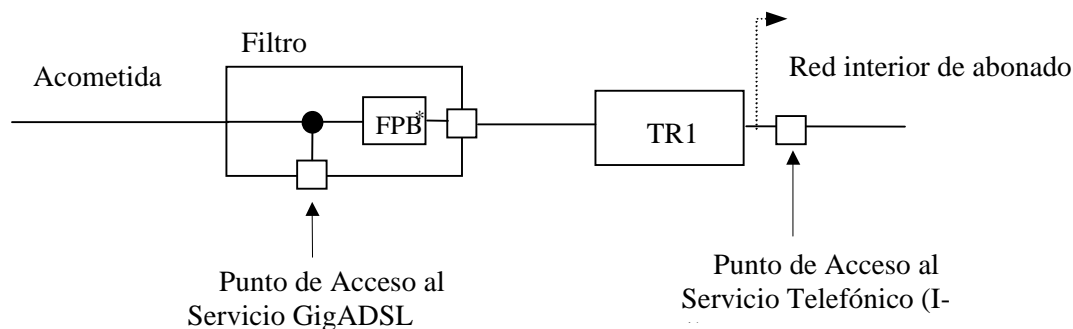 Filtro
Acometida
Red interior de abonado
FPB*
TR1
Punto de Acceso al
Servicio GigADSL
Punto de Acceso al
Servicio Telefónico (I-